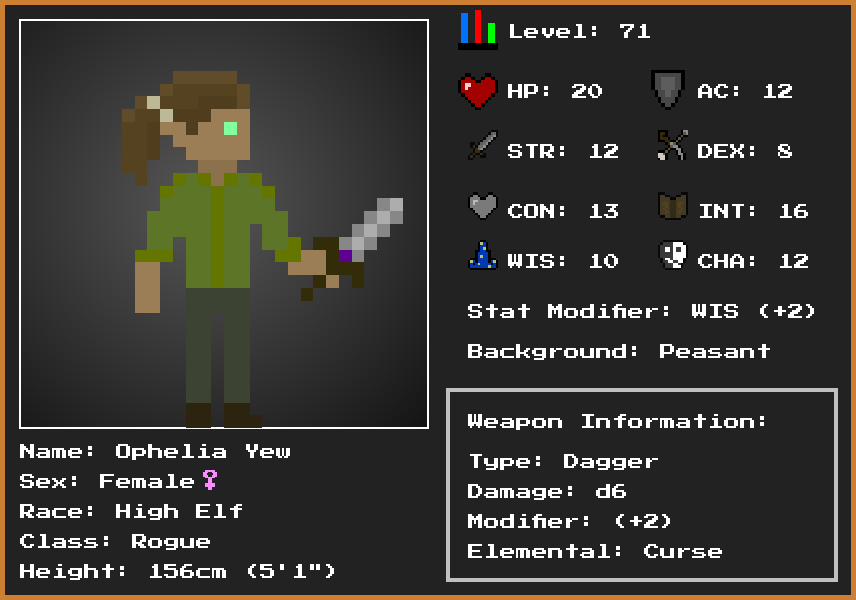 Level: 71
HP: 20 AC: 12
STR: 12 DEX: 8
CON: 13 INT: 16
WIS: 10 CHA: 12
Stat Modifier: WIS (+2)
Background: Peasant
Weapon Information:
Type: Dagger
Damage: d6
Modifier: (+2)
Elemental: Curse
Name: Ophelia Yew
Sex: Female♀
Race: High Elf
Class: Rogue
Height: 156cm (5'1")